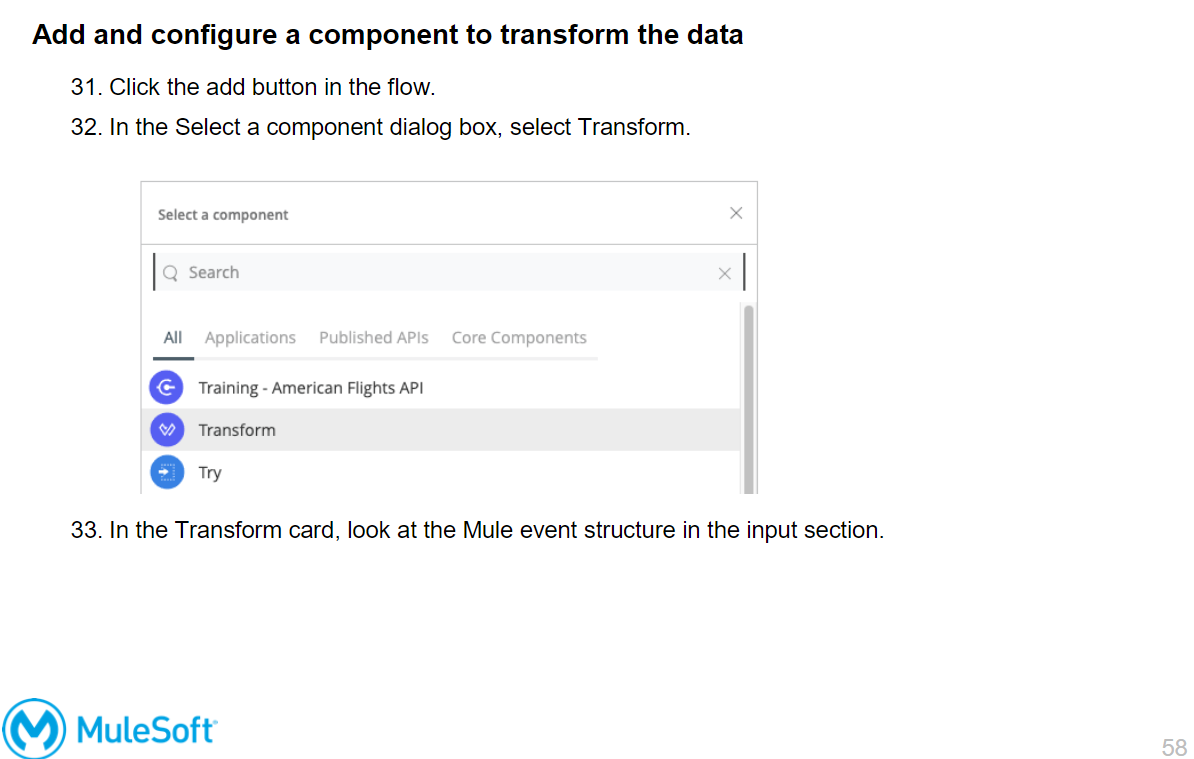 Add and configure a component to transform the data
31. Click the add button in the flow.
32. In the Select a component dialog box, select Transform.
Select a component
Search
All Applications Published APIs Core Components
Training - American Flights API
Transform
Try
33. In the Transform card, look at the Mule event structure in the input section.
MuleSoft
58